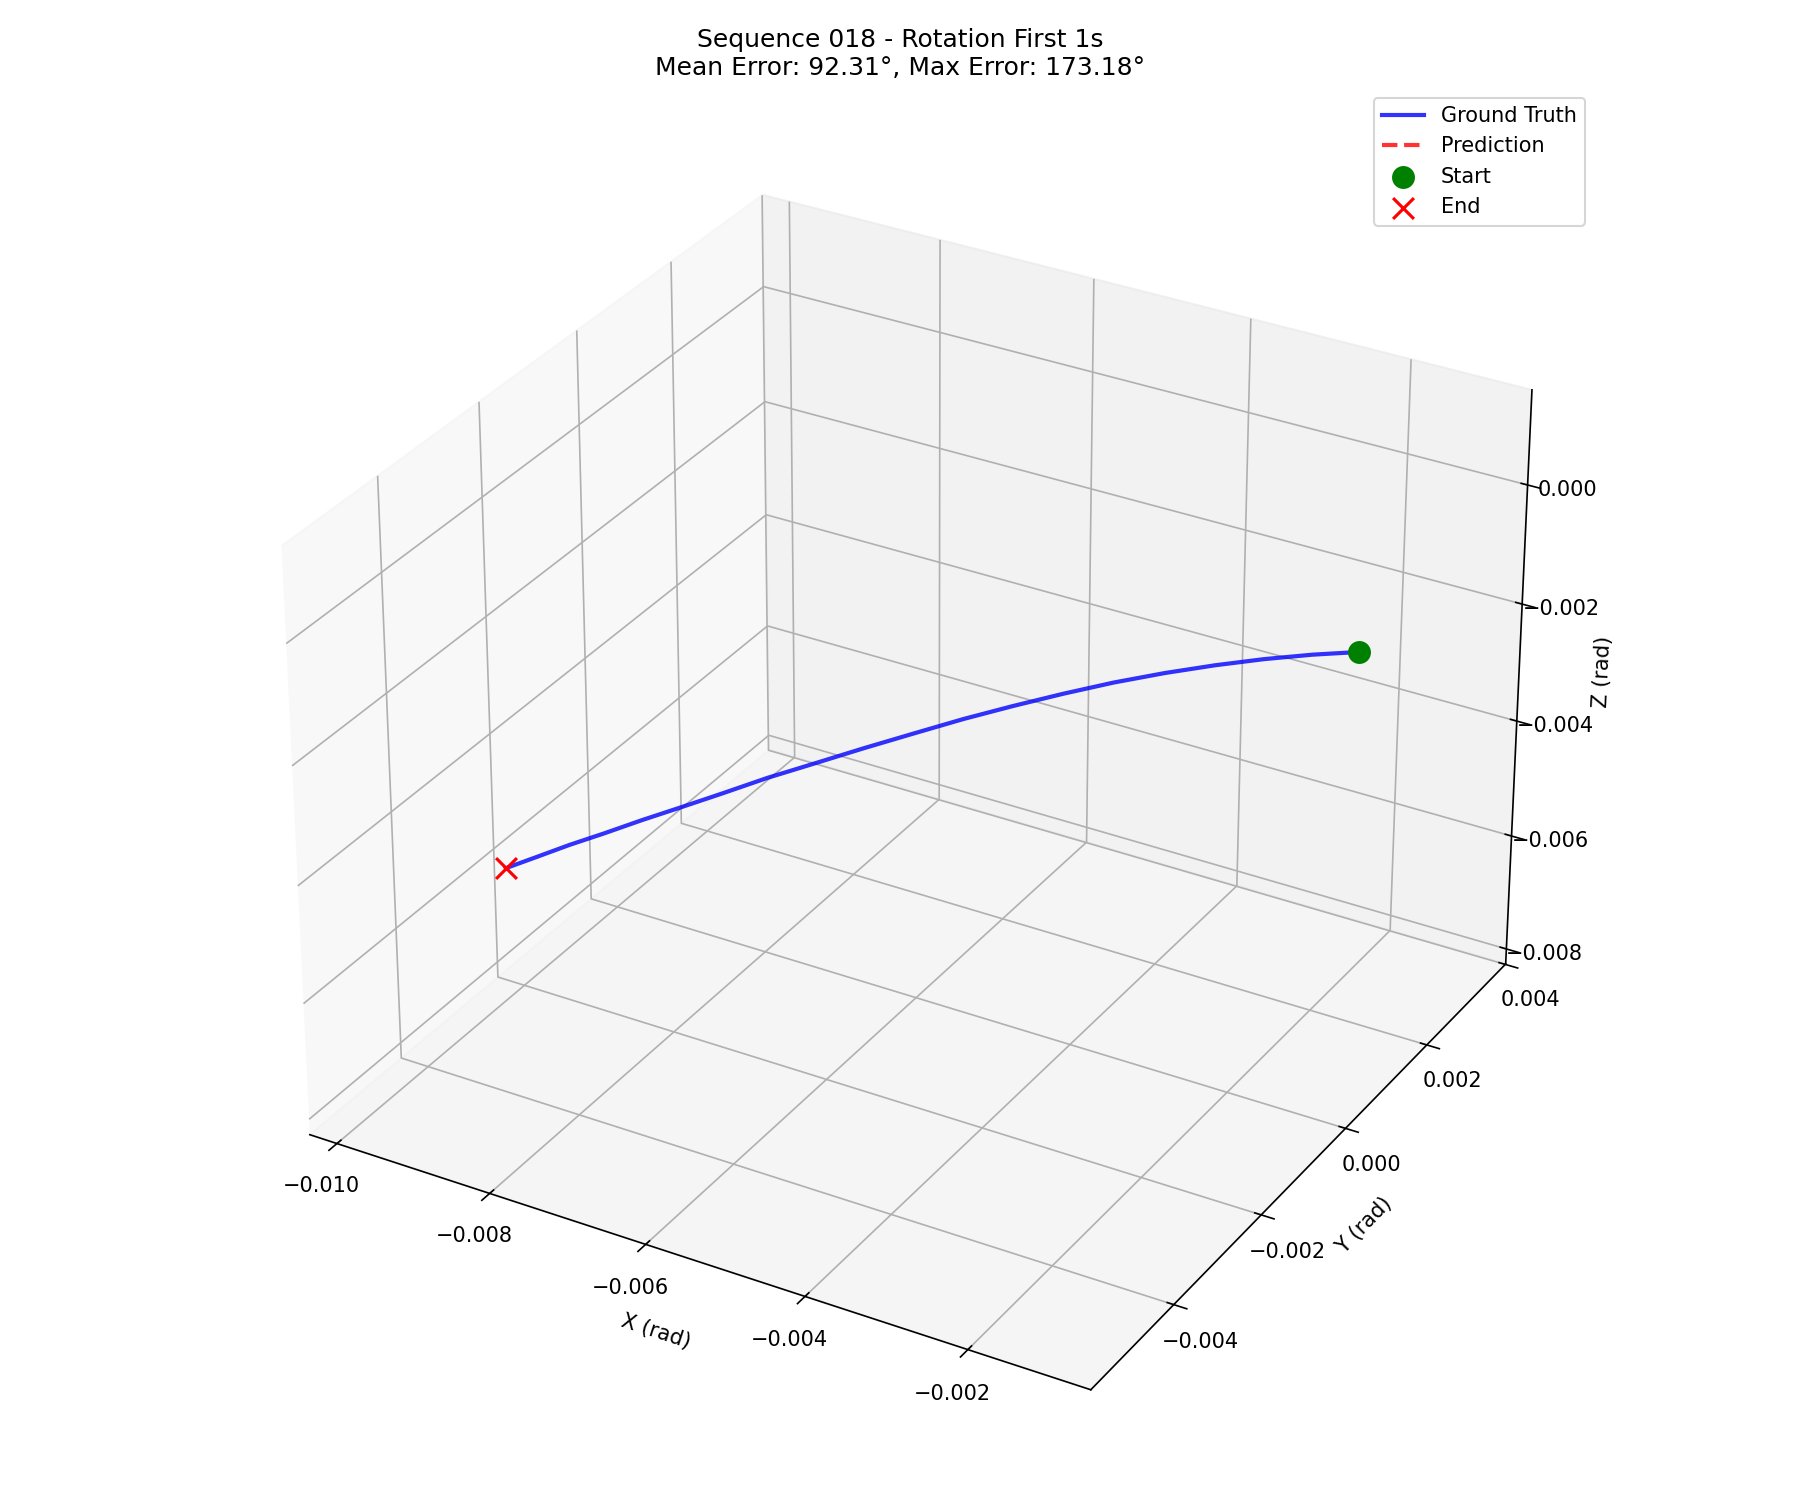 Sequence 018 - Rotation First 1s
Mean Error: 92.31°, Max Error: 173.18°
Ground Truth
Prediction
Start
End
0.000
−0.002
−0.004
−0.006
−0.008
Z (rad)
0.004
0.002
0.000
−0.002
−0.004
Y (rad)
−0.010
−0.008
−0.006
−0.004
−0.002
X (rad)